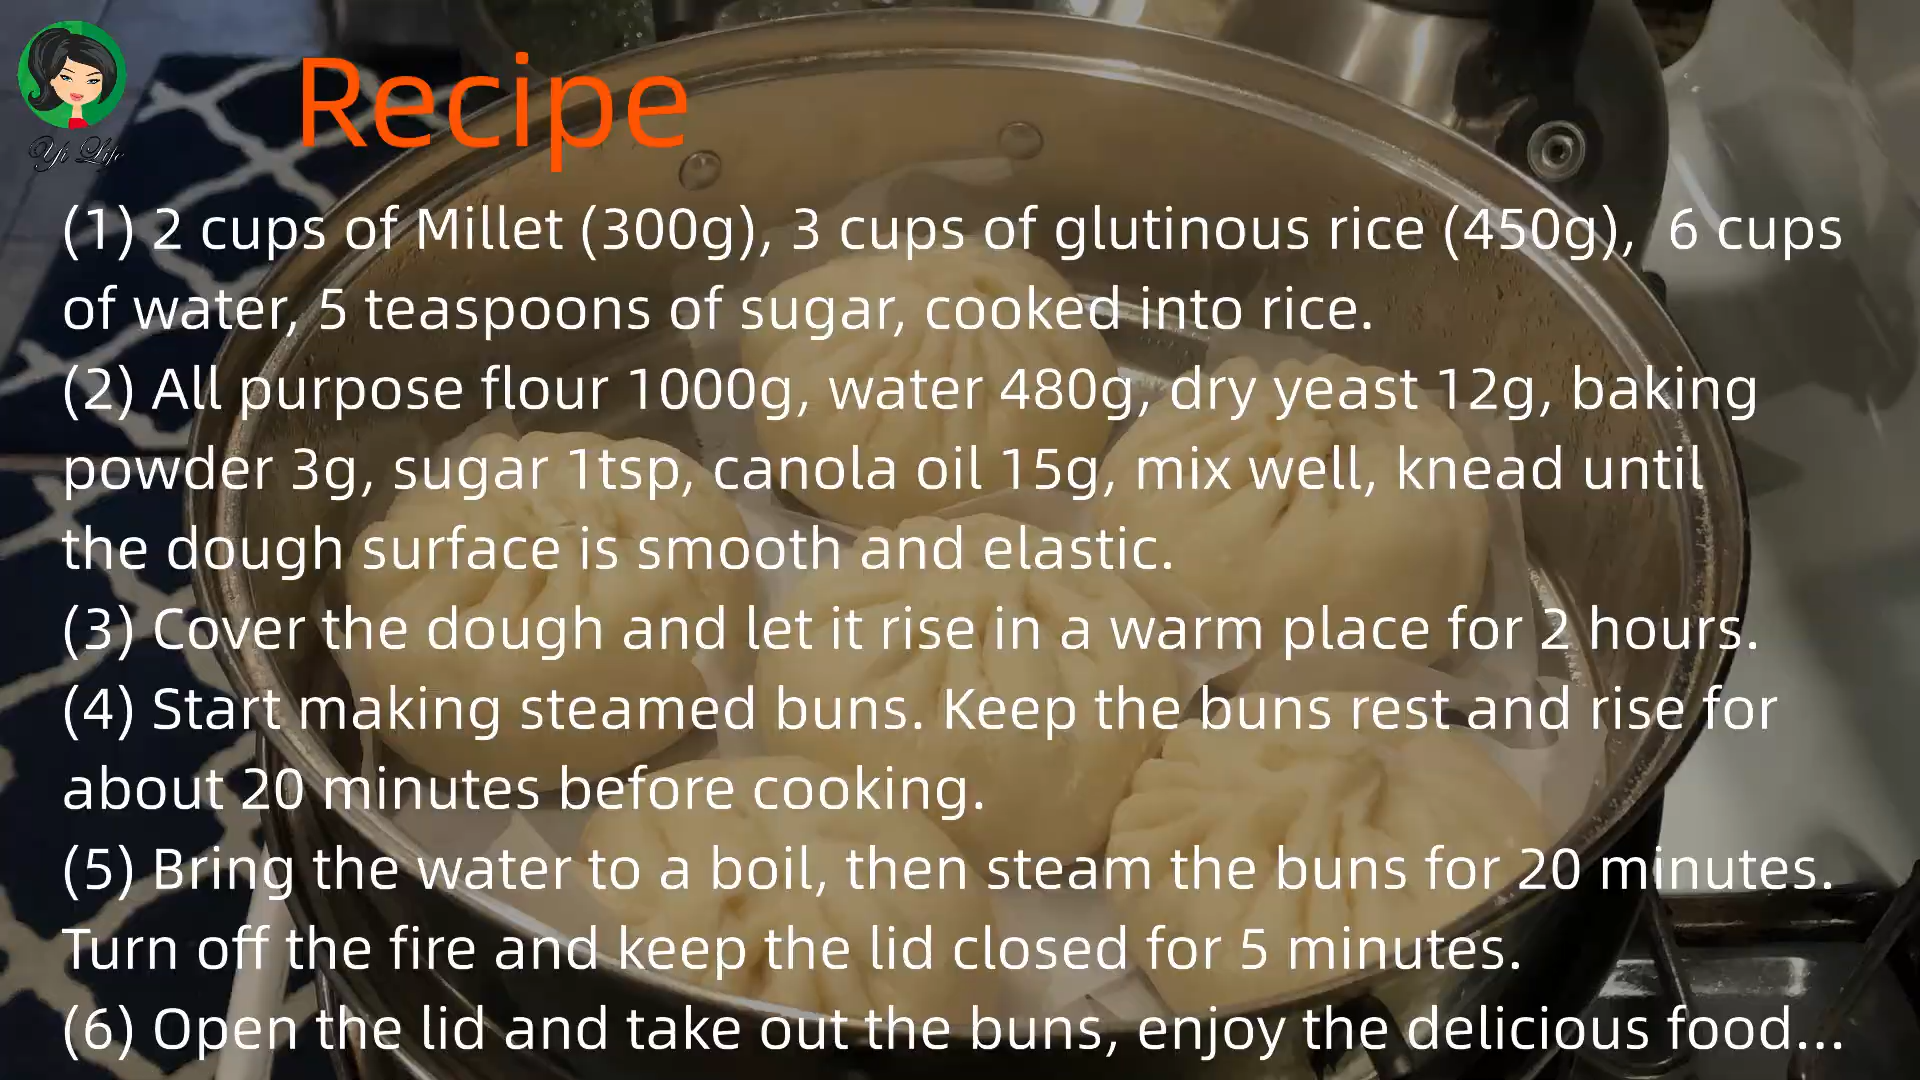 Yi Life
Recipe
(1) 2 cups of Millet (300g), 3 cups of glutinous rice (450g),  6 cups
of water, 5 teaspoons of sugar, cooked into rice.
(2) All purpose flour 1000g, water 480g, dry yeast 12g, baking
powder 3g, sugar 1tsp, canola oil 15g, mix well, knead until
the dough surface is smooth and elastic.
(3) Cover the dough and let it rise in a warm place for 2 hours.
(4) Start making steamed buns. Keep the buns rest and rise for
about 20 minutes before cooking.
(5) Bring the water to a boil, then steam the buns for 20 minutes.
Turn off the fire and keep the lid closed for 5 minutes.
(6) Open the lid and take out the buns, enjoy the delicious food...